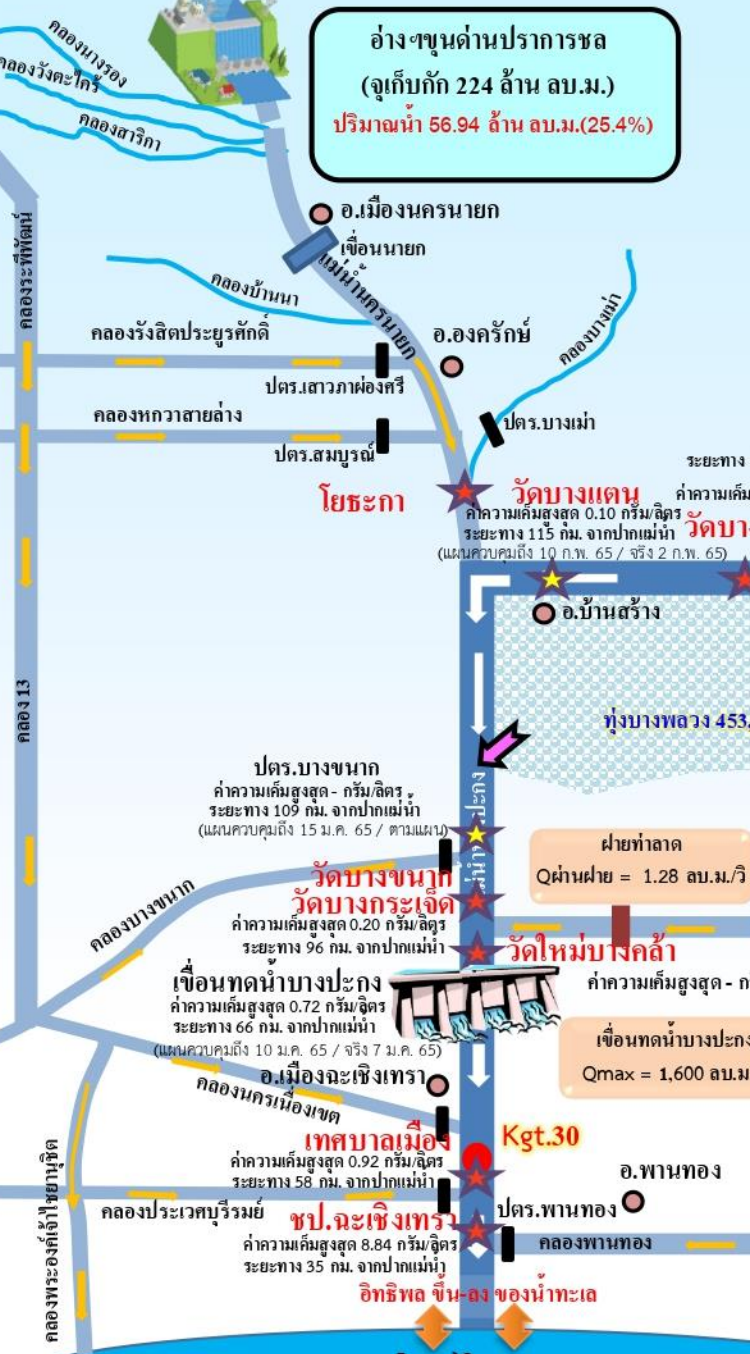 อ่างฯขุนด่านปราการชล
(จุเก็บกัก 224 ล้าน ลบ.ม.)
ปริมาณน้ำ 56.94 ล้าน ลบ.ม.(25.4%)
คลองนางรอง
คลองวังตะไคร้
คลองสาริกา
อ.เมืองนครนายก
เขื่อนนายก
แม่น้ำนครนายก
คลองบ้านนา
คลองระพีพัฒน์
คลองรังสิตประยูรศักดิ์
อ.องครักษ์
คลองบางเม่า
ปตร.เสาวภาผ่องศรี
คลองหกวาสายล่าง
ปตร.บางเม่า
ปตร.สมบูรณ์
ระยะทาง
โยธะกา
วัดบางแตน
ค่าความเค็มสูงสุด 0.10 กรัม/ลิตร
ระยะทาง 115 กม. จากปากแม่น้ำ
(แผนควบคุมถึง 10 ก.พ. 65 / จริง 2 ก.พ. 65)
ค่าความเค็ม
วัดบา
อ.บ้านสร้าง
คลอง 13
ทุ่งบางพลวง 453.
ปตร.บางขนาก
ค่าความเค็มสูงสุด - กรัม/ลิตร
ระยะทาง 109 กม. จากปากแม่น้ำ
(แผนควบคุมถึง 15 ม.ค. 65 / ตามแผน)
ฝายท่าลาด
Qผ่านฝาย = 1.28 ลบ.ม./วิ
วัดบางขนาก
วัดบางกระเจ็ด
ค่าความเค็มสูงสุด 0.20 กรัม/ลิตร
ระยะทาง 96 กม. จากปากแม่น้ำ
คลองบางขนาก
วัดใหม่บางคล้า
ค่าความเค็มสูงสุด - ก
เขื่อนทดน้ำบางปะกง
ค่าความเค็มสูงสุด 0.72 กรัม/ลิตร
ระยะทาง 66 กม. จากปากแม่น้ำ
(แผนควบคุมถึง 10 ม.ค. 65 / จริง 7 ม.ค. 65)
เขื่อนทดน้ำบางปะกง
Qmax = 1,600 ลบ.ม
อ.เมืองฉะเชิงเทรา
คลองนครเนื่องเขต
เทศบาลเมือง
Kgt.30
ค่าความเค็มสูงสุด 0.92 กรัม/ลิตร
ระยะทาง 58 กม. จากปากแม่น้ำ
อ.พานทอง
คลองพระองค์เจ้าไชยานุชิต
คลองประเวศบุรีรมย์
ชป.ฉะเชิงเทรา
ปตร.พานทอง
ค่าความเค็มสูงสุด 8.84 กรัม/ลิตร
ระยะทาง 35 กม. จากปากแม่น้ำ
คลองพานทอง
อิทธิพล ขึ้น-ลง ของน้ำทะเล